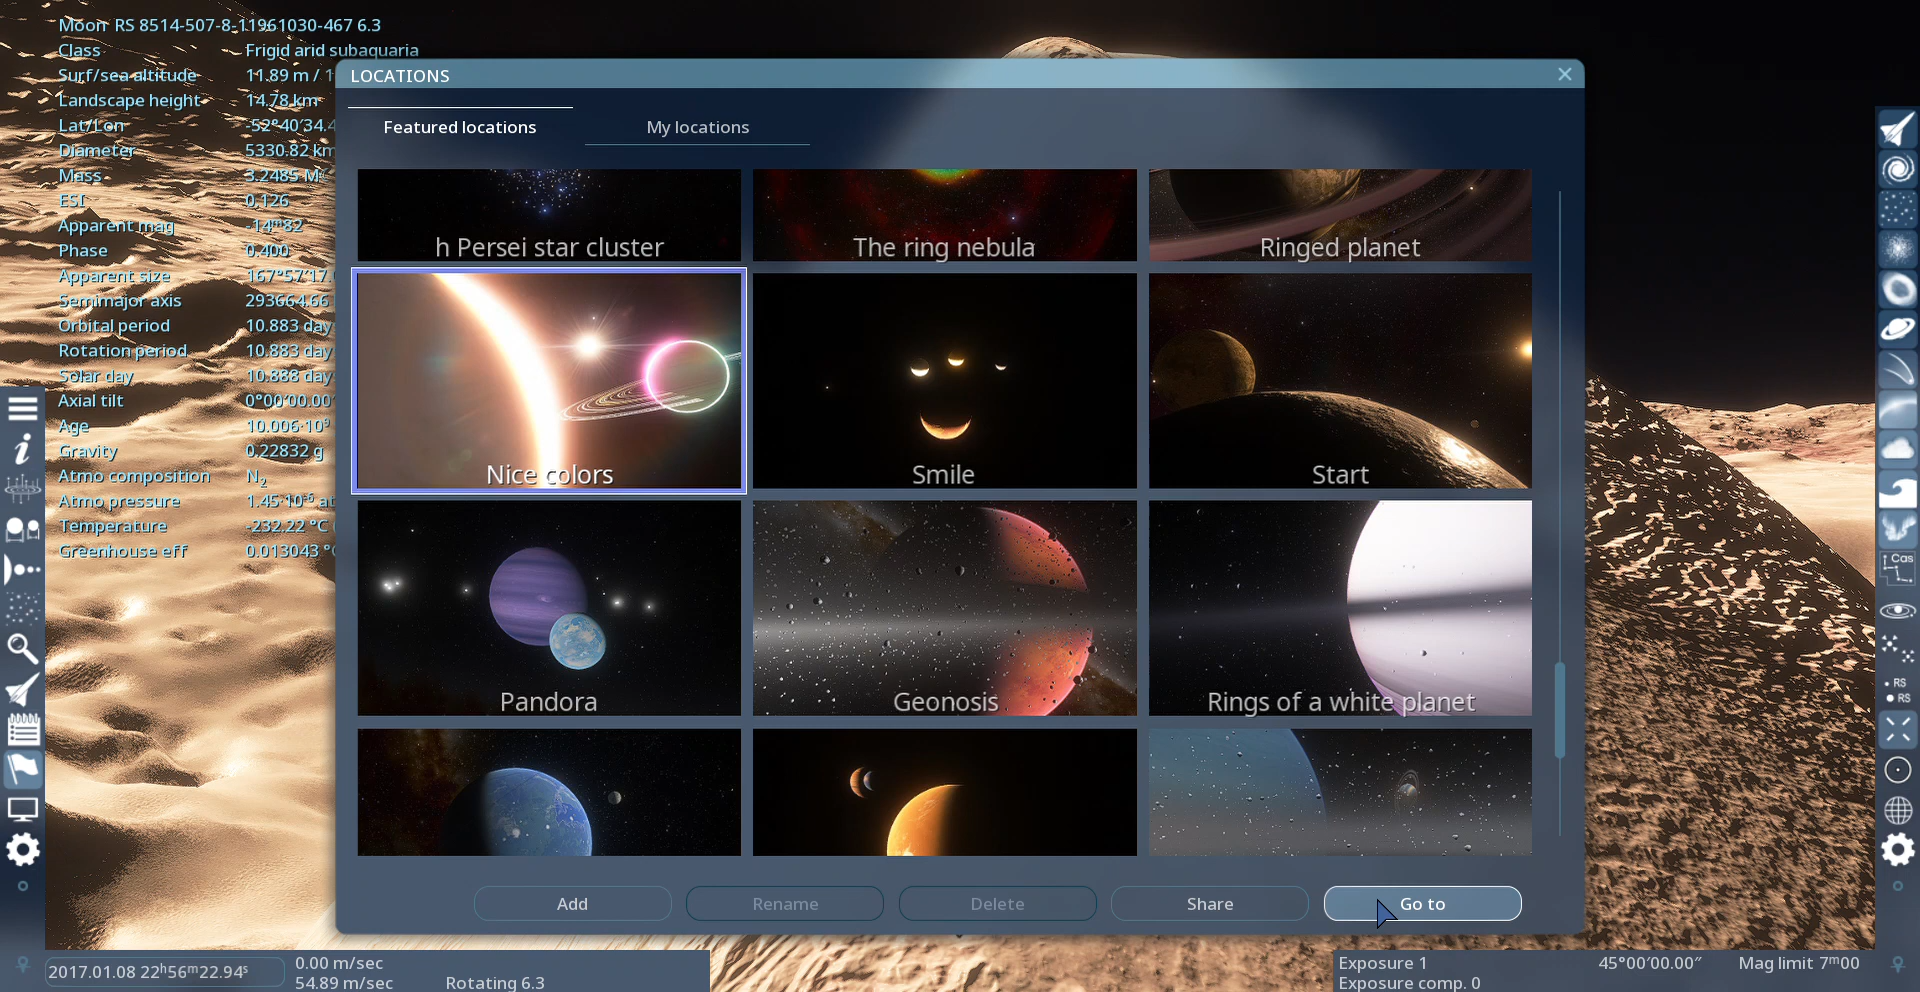 Moon RS 8514-507-8-11961030-467 6.3
Class Frigid arid subaquaria
Surf/sea altitude 11.89 m / 1
Landscape height 14.78 km
Lat/Lon -52°40′34.4
Diameter 5330.82 km
Mass 3.2485 M
ESI 0.126
Apparent mag -14ᵐ82
Phase 0.400
Apparent size 167°57′17.
Semimajor axis 293664.66
Orbital period 10.883 day
Rotation period 10.883 day
Solar day 10.888 day
Axial tilt 0°00′00.00″
Age 10.006·10⁹
Gravity 0.22832 g
Atmo composition N₂
Atmo pressure 1.45·10⁻⁶ at
Temperature -232.22 °C
Greenhouse eff 0.013043 °C
LOCATIONS
Featured locations My locations
h Persei star cluster The ring nebula Ringed planet
Nice colors Smile Start
Pandora Geonosis Rings of a white planet
Add Rename Delete Share Go to
Cas
RS
RS
2017.01.08 22ʰ56ᵐ22.94ˢ
0.00 m/sec
54.89 m/sec Rotating 6.3
Exposure 1 45°00′00.00″ Mag limit 7ᵐ00
Exposure comp. 0